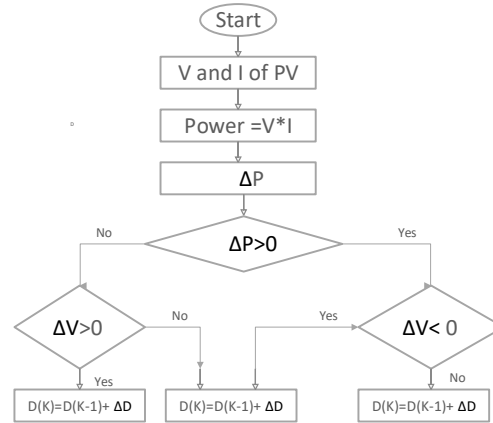 Start
V and I of PV
Power =V*I
ΔP
No
ΔP>0
Yes
ΔV>0
No
Yes
ΔV< 0
Yes
No
D(K)=D(K-1)+ ΔD
D(K)=D(K-1)+ ΔD
D(K)=D(K-1)+ ΔD